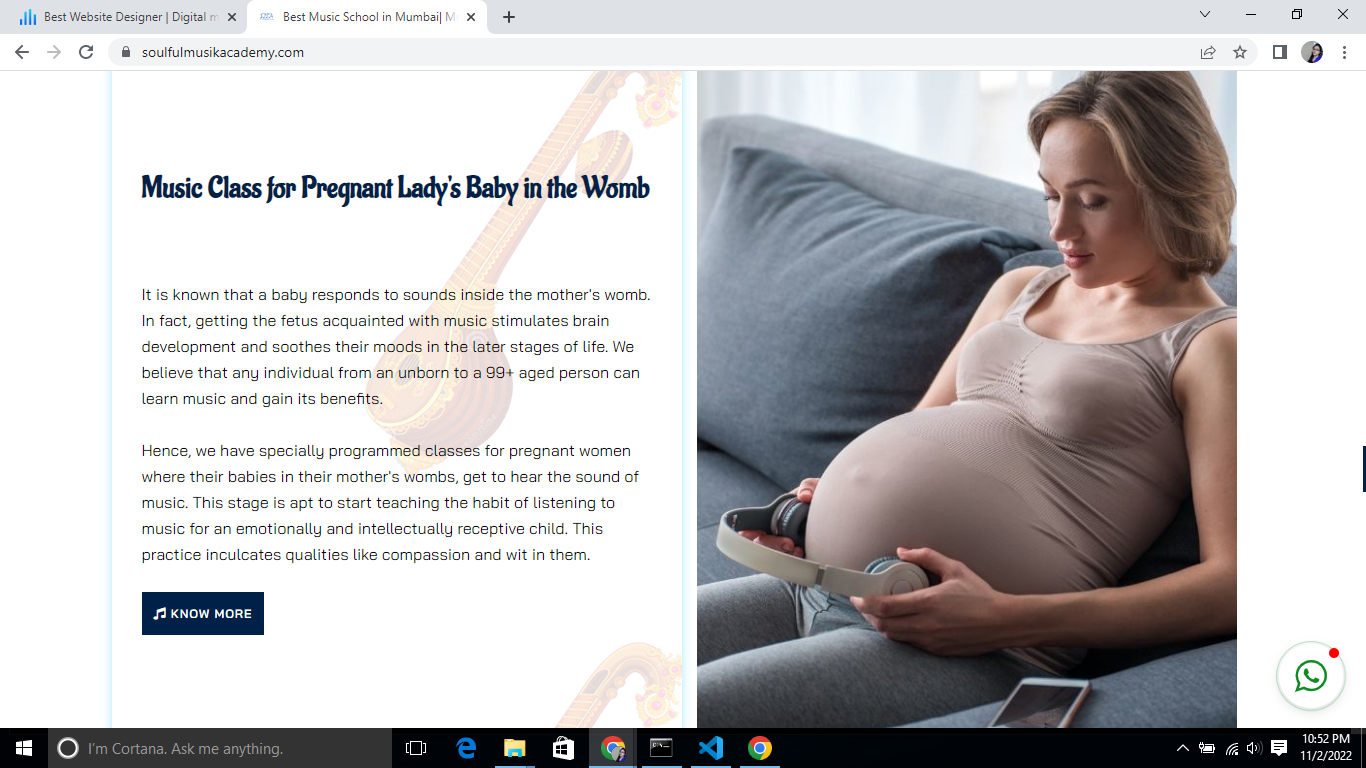 Best Website Designer | Digital m
Best Music School in Mumbai| M
soulfulmusikacademy.com
Music Class for Pregnant Lady's Baby in the Womb
It is known that a baby responds to sounds inside the mother's womb.
In fact, getting the fetus acquainted with music stimulates brain
development and soothes their moods in the later stages of life. We
believe that any individual from an unborn to a 99+ aged person can
learn music and gain its benefits.
Hence, we have specially programmed classes for pregnant women
where their babies in their mother's wombs, get to hear the sound of
music. This stage is apt to start teaching the habit of listening to
music for an emotionally and intellectually receptive child. This
practice inculcates qualities like compassion and wit in them.
KNOW MORE
I'm Cortana. Ask me anything.
10:52 PM
11/2/2022